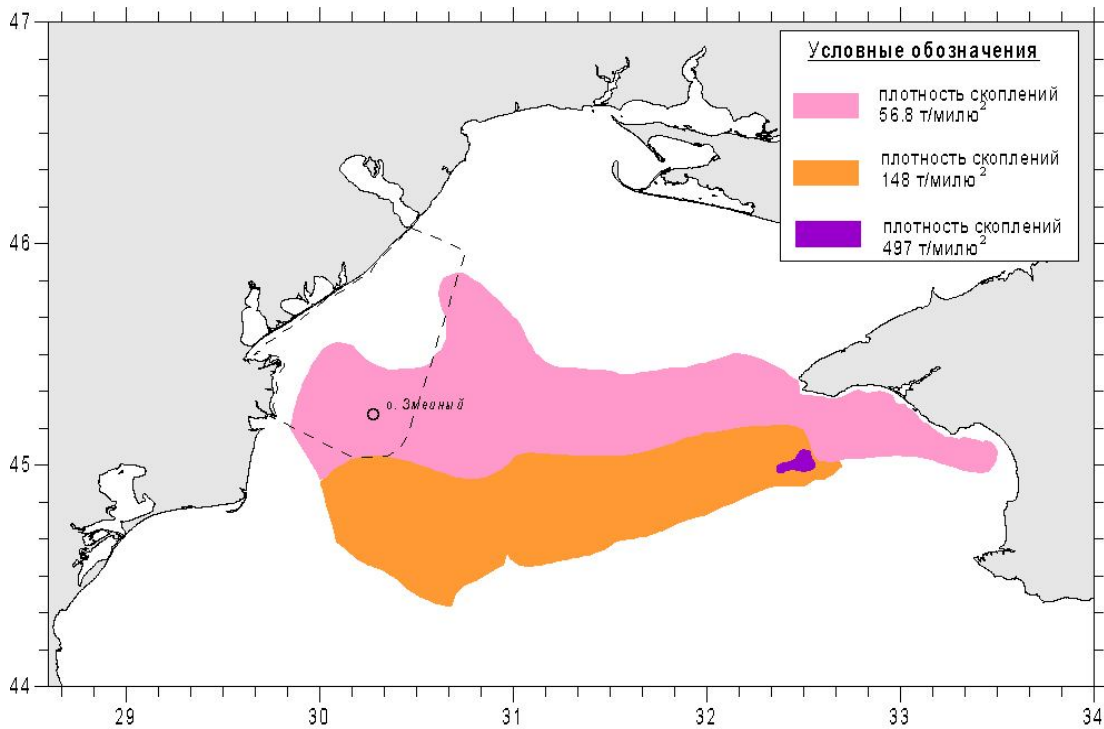 47
Условные обозначения
плотность скоплений
56.8 т/милю²
плотность скоплений
148 т/милю²
плотность скоплений
497 т/милю²
46
о. Змеиный
45
44
29 30 31 32 33 34